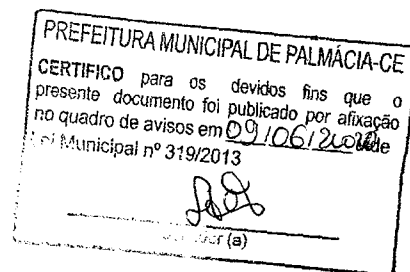 PREFEITURA MUNICIPAL DE PALMÁCIA-CE
CERTIFICO para os devidos fins que o
presente documento foi publicado por afixação
no quadro de avisos em 09/06/
Lei Municipal nº 319/2013
(a)